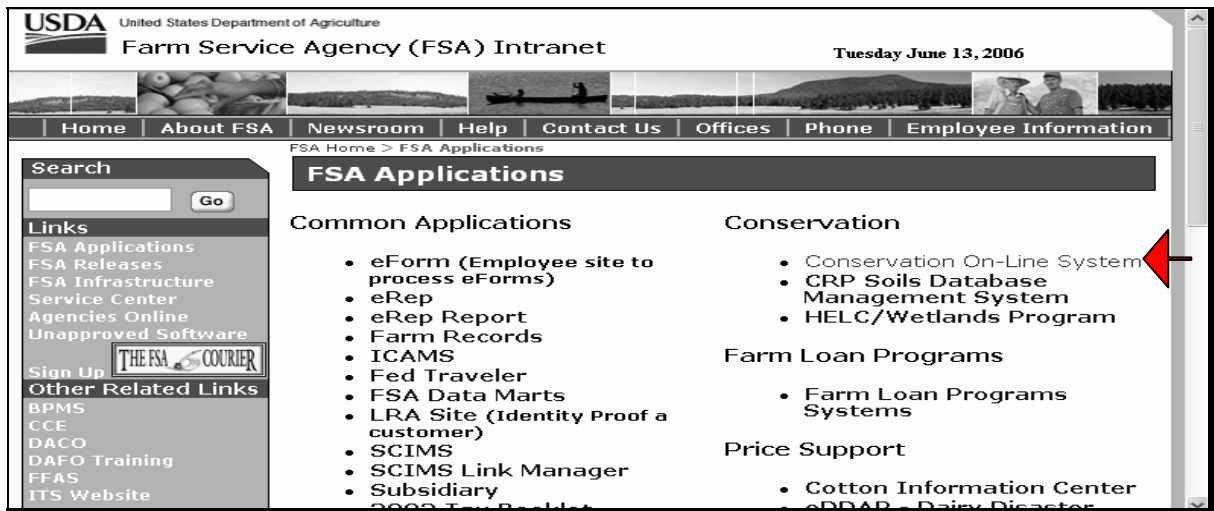 USDA United States Department of Agriculture
Farm Service Agency (FSA) Intranet
Tuesday June 13, 2006
| Home | About FSA | Newsroom | Help | Contact Us | Offices | Phone | Employee Information |
FSA Home > FSA Applications
Search
Go
Links
FSA Applications
FSA Releases
FSA Infrastructure
Service Center
Agencies Online
Unapproved Software
Sign Up THE FSA COURIER
Other Related Links
BPMS
CCE
DACO
DAFO Training
FFAS
ITS Website
FSA Applications
Common Applications
• eForm (Employee site to
process eForms)
• eRep
• eRep Report
• Farm Records
• ICAMS
• Fed Traveler
• FSA Data Marts
• LRA Site (Identity Proof a
customer)
• SCIMS
• SCIMS Link Manager
• Subsidiary
Conservation
• Conservation On-Line System
• CRP Soils Database
Management System
• HELC/Wetlands Program
Farm Loan Programs
• Farm Loan Programs
Systems
Price Support
• Cotton Information Center
• eDDAP - Dairy Disaster